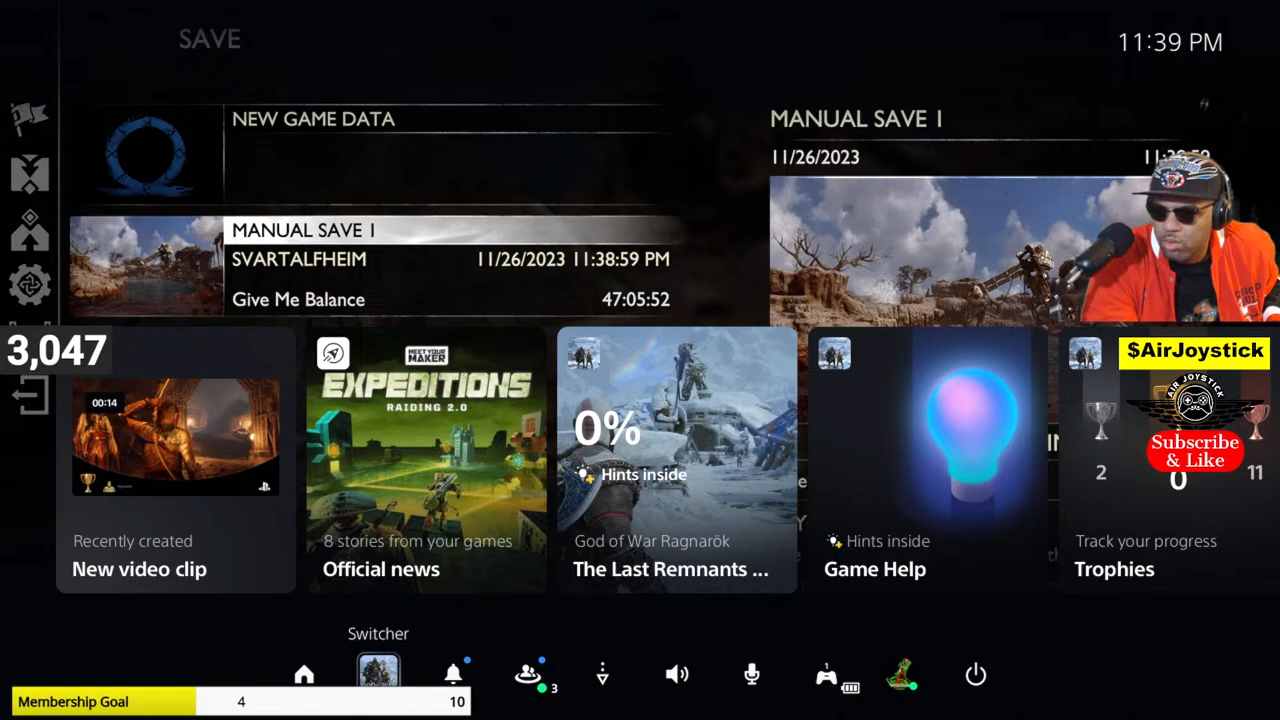 SAVE
11:39 PM
NEW GAME DATA
MANUAL SAVE 1
11/26/2023
MANUAL SAVE 1
SVARTALFHEIM
11/26/2023 11:38:59 PM
Give Me Balance
47:05:52
3,047
00:14
Recently created
New video clip
MEET YOUR MAKER
EXPEDITIONS
RAIDING 2.0
8 stories from your games
Official news
0%
Hints inside
God of War Ragnarök
The Last Remnants ...
Hints inside
Game Help
$AirJoystick
AIR JOYSTICK
Subscribe
& Like
2
0
11
Track your progress
Trophies
Switcher
3
1
Membership Goal
4
10